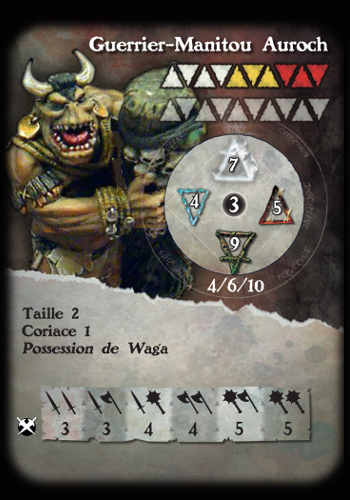 Guerrier-Manitou Auroch
7
4
3
5
9
4/6/10
Taille 2
Coriace 1
Possession de Waga
3 3 4 4 5 5